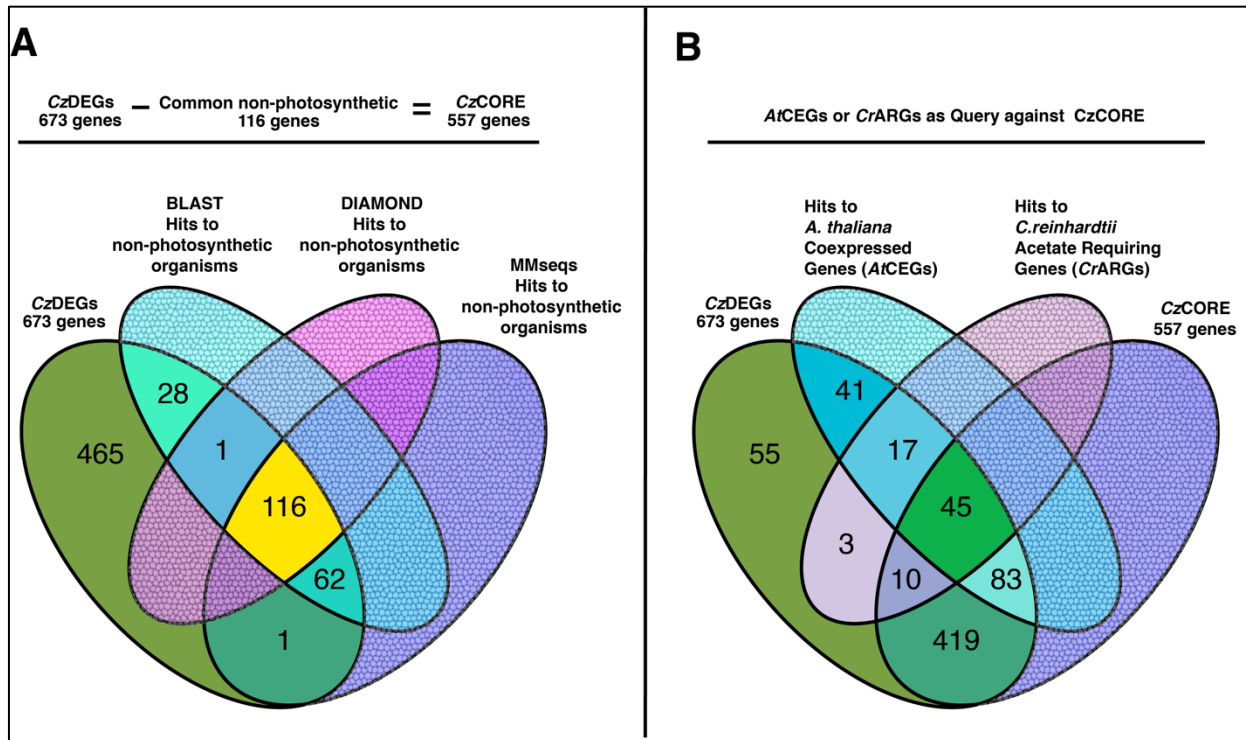 A
CzDEGs − Common non-photosynthetic = CzCORE
673 genes 116 genes 557 genes
BLAST
Hits to
non-photosynthetic
organisms
DIAMOND
Hits to
non-photosynthetic
organisms
MMseqs
Hits to
non-photosynthetic
organisms
CzDEGs
673 genes
28
465
1
116
62
1
B
AtCEGs or CrARGs as Query against CzCORE
Hits to
A. thaliana
Coexpressed
Genes (AtCEGs)
Hits to
C.reinhardtii
Acetate Requiring
Genes (CrARGs)
CzDEGs
673 genes
CzCORE
557 genes
41
55
17
45
3
10
83
419